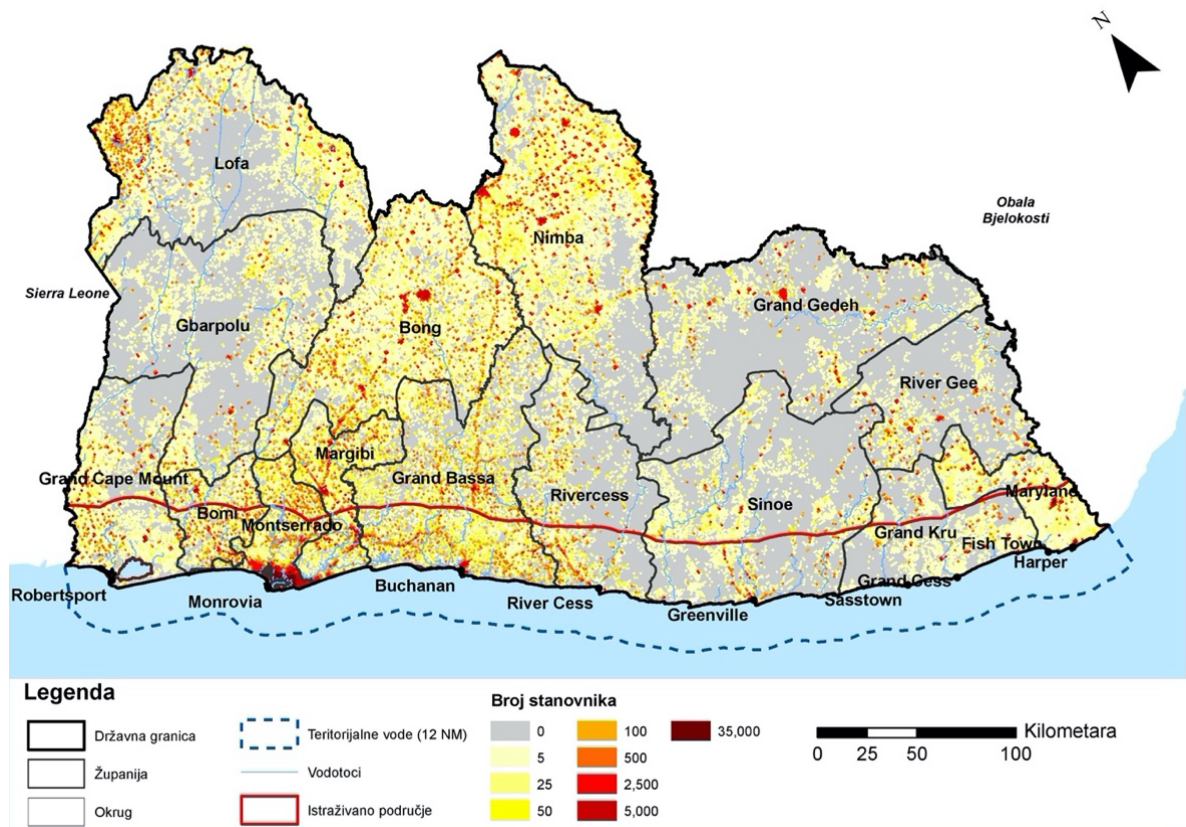 N
Obala
Bjelokosti
Lofa
Nimba
Sierra Leone
Grand Gedeh
Gbarpolu
Bong
River Gee
Margibi
Grand Cape Mount
Grand Bassa
Maryland
Rivercess
Sinoe
Bomi
Montserrado
Grand Kru
Fish Town
Harper
Grand Cess
Robertsport
Monrovia
Buchanan
River Cess
Sasstown
Greenville
Legenda
Državna granica
Županija
Okrug
Teritorijalne vode (12 NM)
Vodotoci
Istraživano područje
Broj stanovnika
0
5
25
50
100
500
2,500
5,000
35,000
Kilometara
0 25 50 100